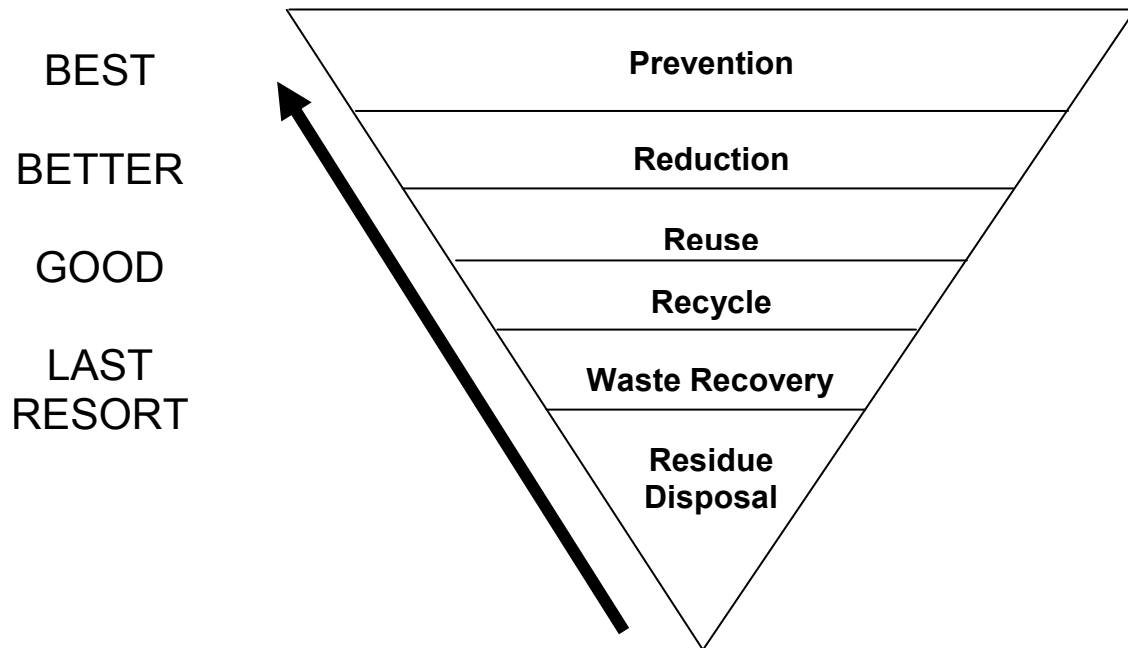 BEST
BETTER
GOOD
LAST
RESORT
Prevention
Reduction
Reuse
Recycle
Waste Recovery
Residue
Disposal